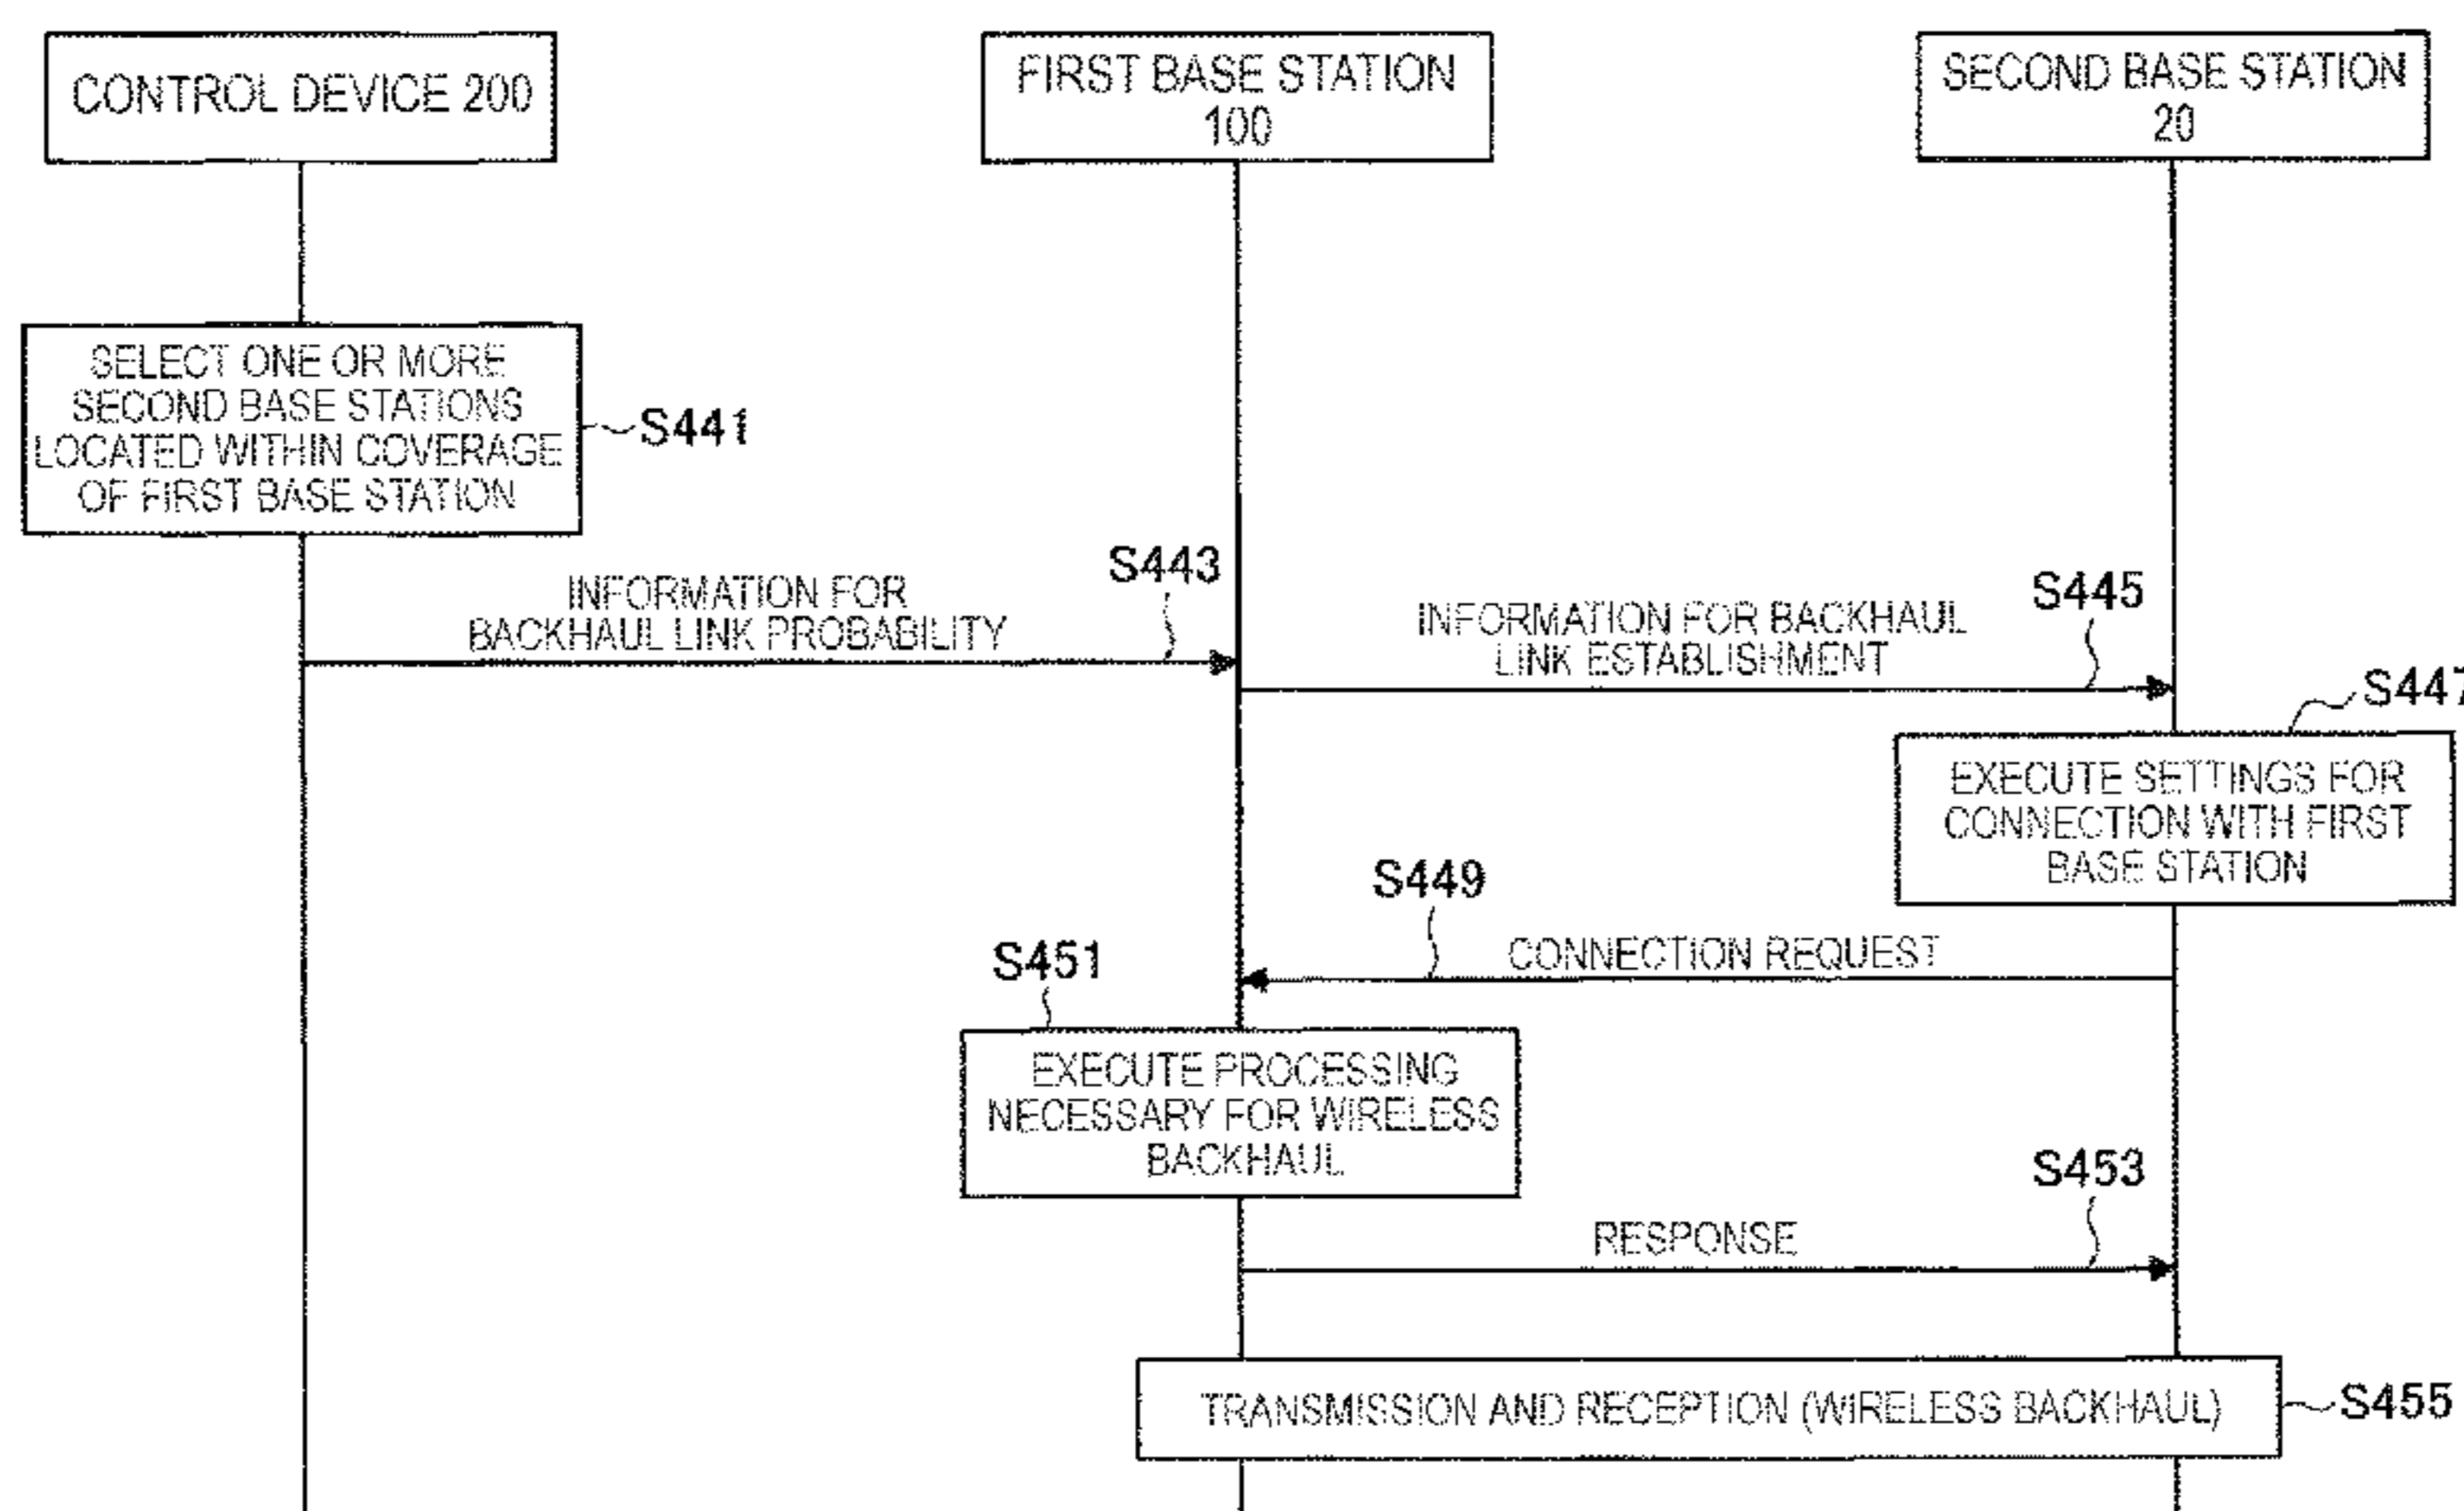 CONTROL DEVICE 200
FIRST BASE STATION
100
SECOND BASE STATION
20
SELECT ONE OR MORE
SECOND BASE STATIONS
LOCATED WITHIN COVERAGE
OF FIRST BASE STATION
S441
S443
INFORMATION FOR
BACKHAUL LINK PROBABILITY
S445
INFORMATION FOR BACKHAUL
LINK ESTABLISHMENT
S447
EXECUTE SETTINGS FOR
CONNECTION WITH FIRST
BASE STATION
S449
CONNECTION REQUEST
S451
EXECUTE PROCESSING
NECESSARY FOR WIRELESS
BACKHAUL
S453
RESPONSE
TRANSMISSION AND RECEPTION (WIRELESS BACKHAUL)
S455